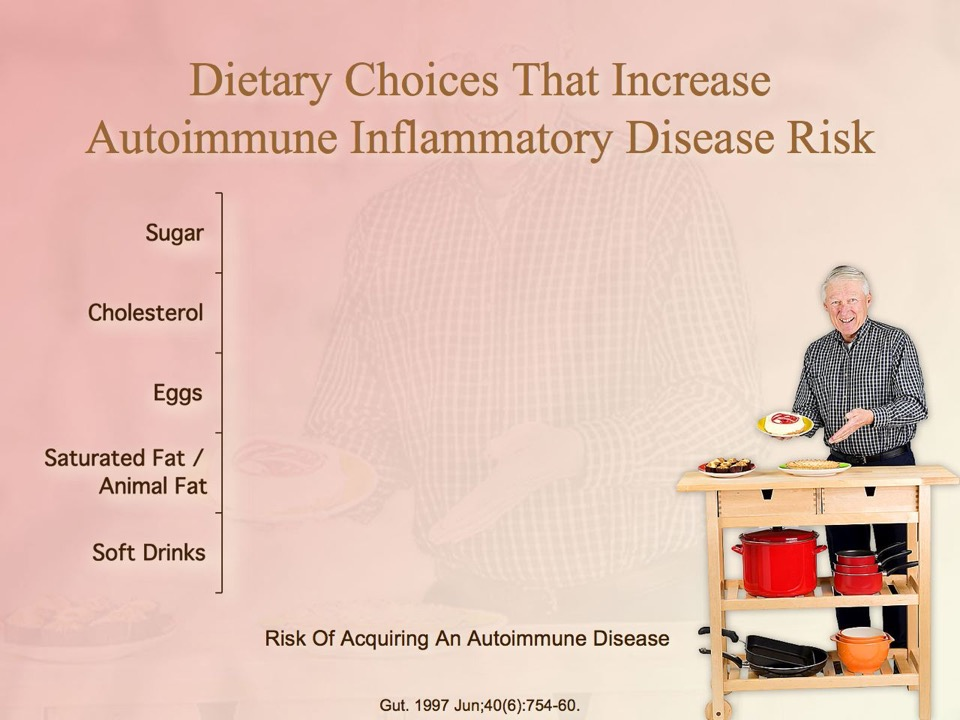 Dietary Choices That Increase
Autoimmune Inflammatory Disease Risk
Sugar
Cholesterol
Eggs
Saturated Fat /
Animal Fat
Soft Drinks
Risk Of Acquiring An Autoimmune Disease
Gut. 1997 Jun;40(6):754-60.